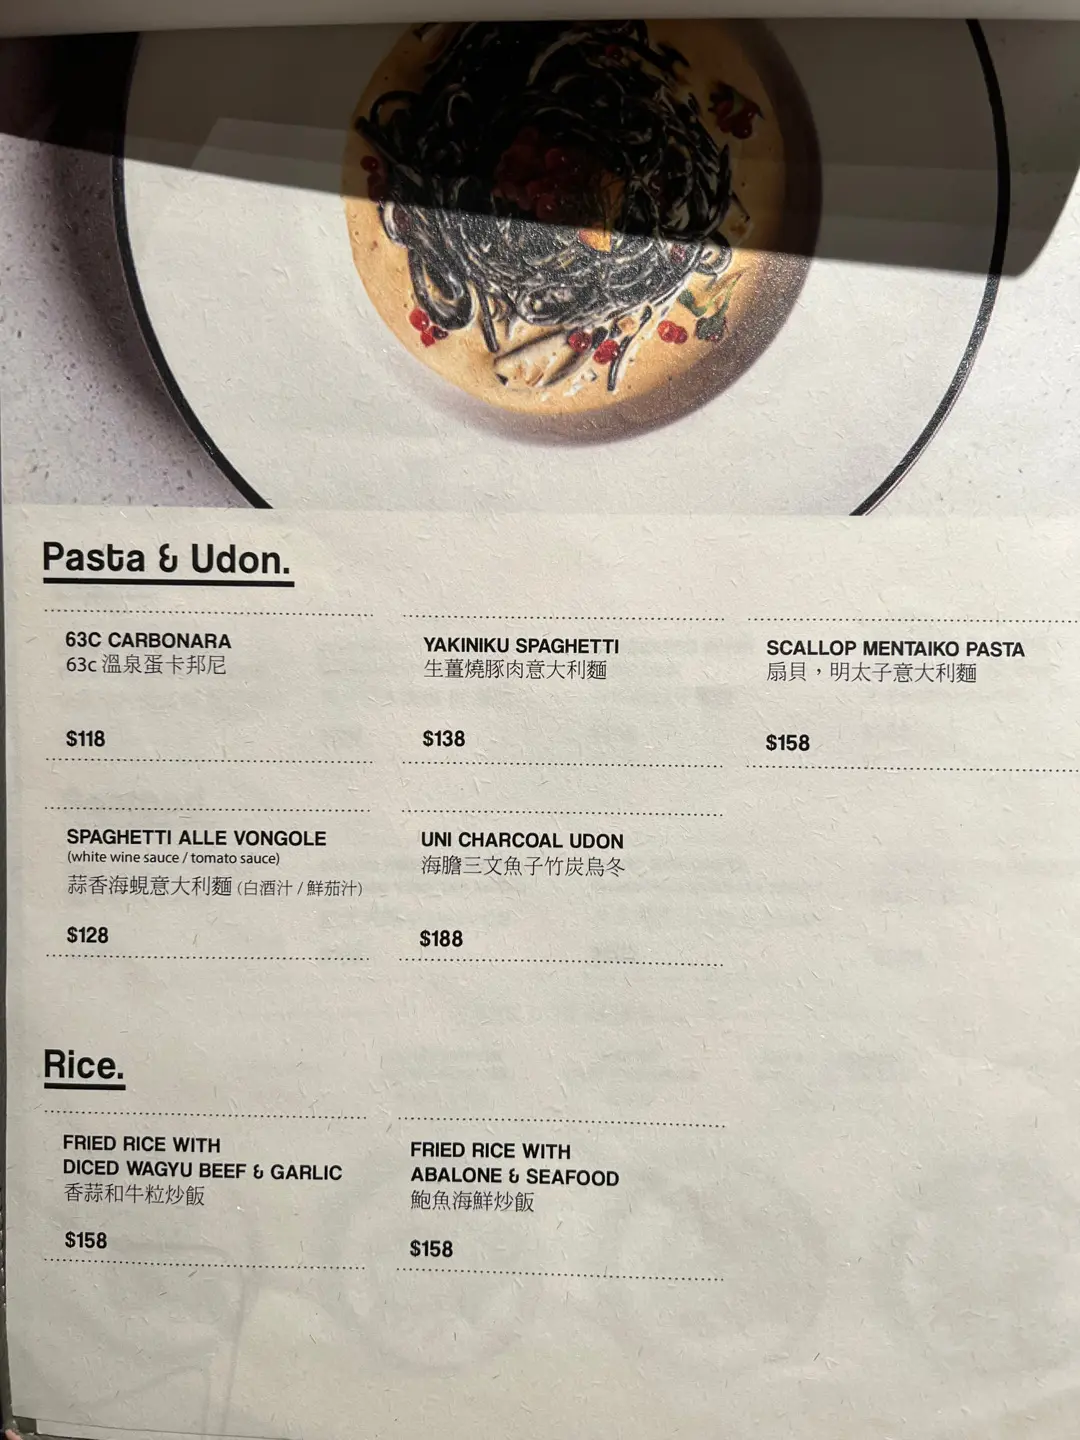 Pasta & Udon.
63C CARBONARA
63c 溫泉蛋卡邦尼
$118
YAKINIKU SPAGHETTI
生薑燒豚肉意大利麵
$138
SCALLOP MENTAIKO PASTA
扇貝，明太子意大利麵
$158
SPAGHETTI ALLE VONGOLE
(white wine sauce / tomato sauce)
蒜香海蜆意大利麵 (白酒汁 / 鮮茄汁)
$128
UNI CHARCOAL UDON
海膽三文魚子竹炭烏冬
$188
Rice.
FRIED RICE WITH
DICED WAGYU BEEF & GARLIC
香蒜和牛粒炒飯
$158
FRIED RICE WITH
ABALONE & SEAFOOD
鮑魚海鮮炒飯
$158